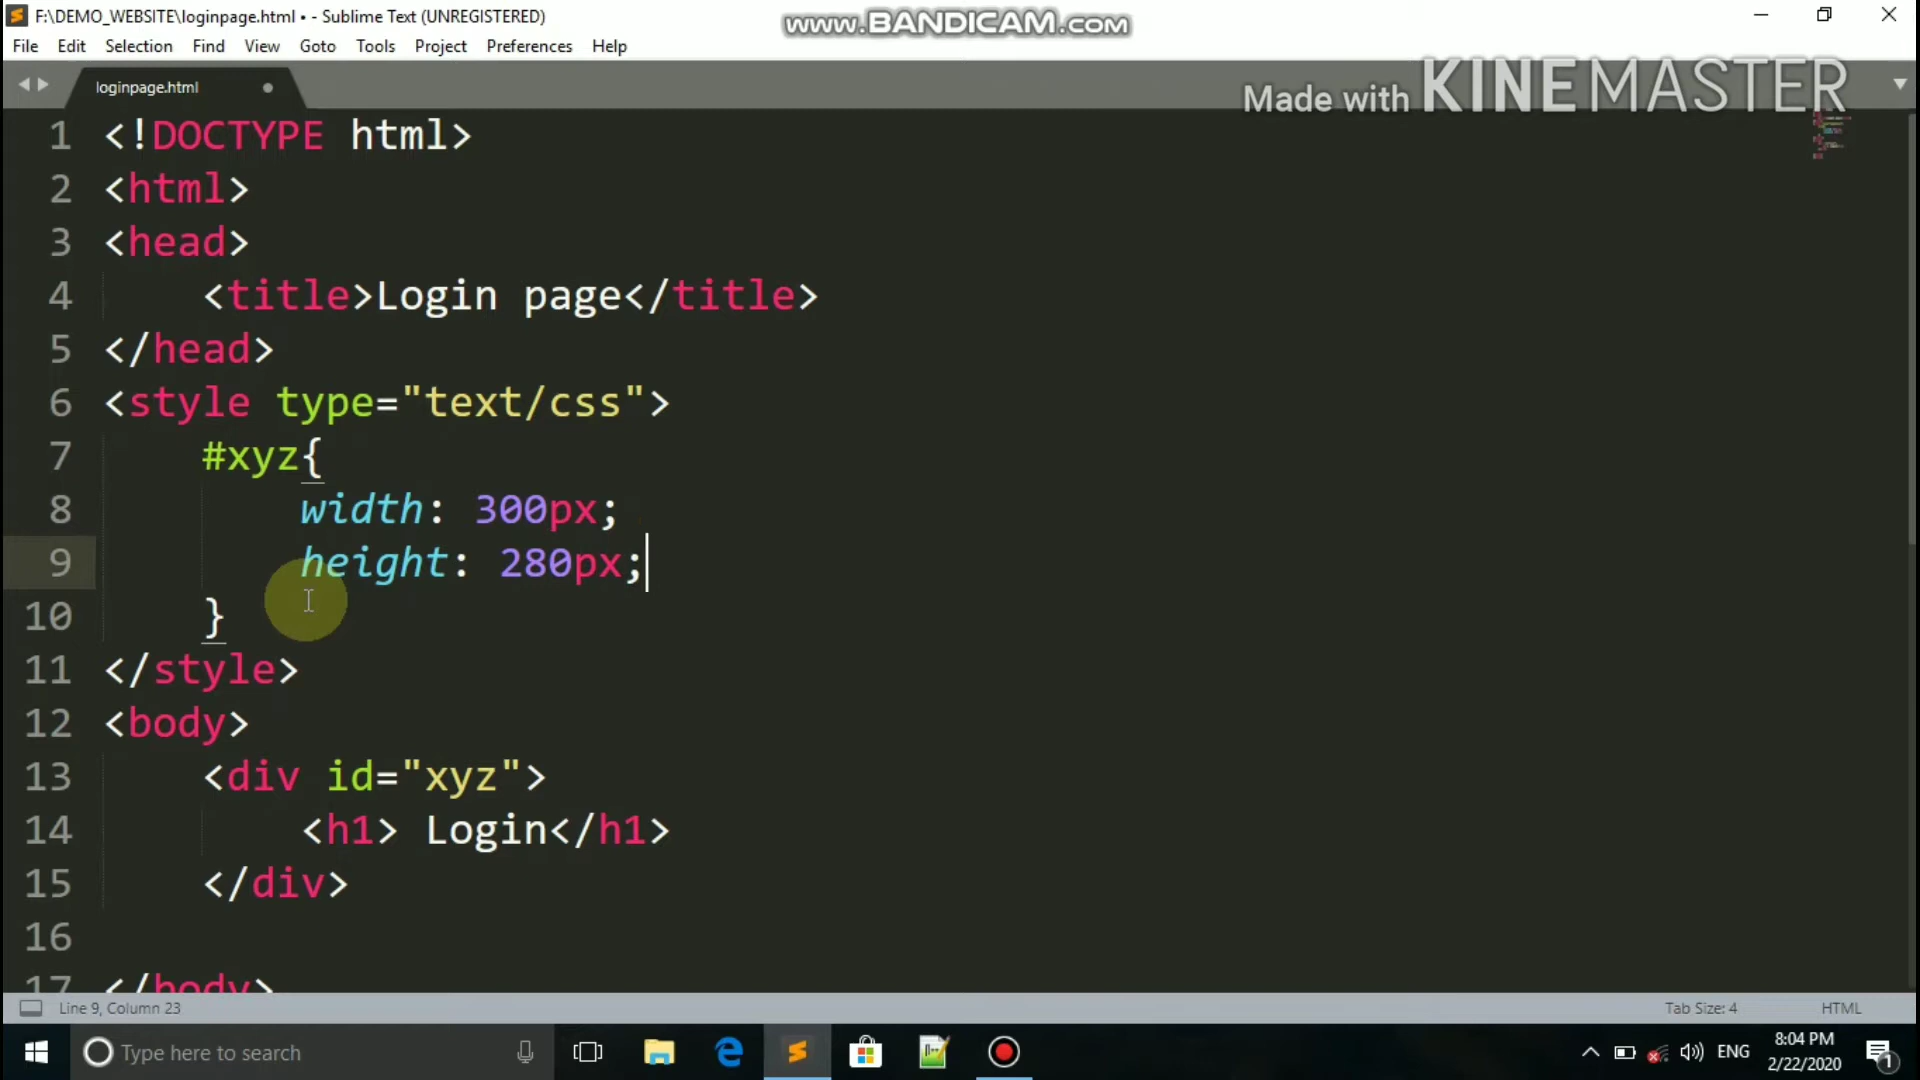 F:\DEMO_WEBSITE\loginpage.html • - Sublime Text (UNREGISTERED)
www.BANDICAM.com
File Edit Selection Find View Goto Tools Project Preferences Help
loginpage.html
Made with KINEMASTER
1 <!DOCTYPE html>
2 <html>
3 <head>
4 <title>Login page</title>
5 </head>
6 <style type="text/css">
7 #xyz{
8 width: 300px;
9 height: 280px;
10 }
11 </style>
12 <body>
13 <div id="xyz">
14 <h1> Login</h1>
15 </div>
16
17 </body>
Line 9, Column 23
Tab Size: 4
HTML
Type here to search
ENG
8:04 PM
2/22/2020
1